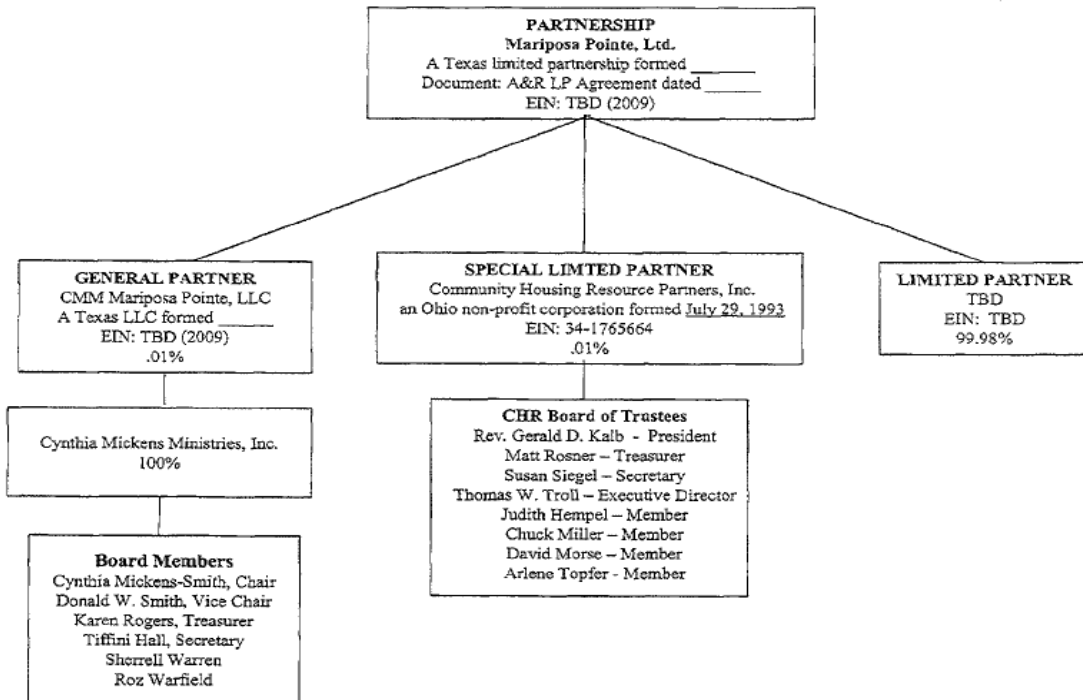 PARTNERSHIP
Mariposa Pointe, Ltd.
A Texas limited partnership formed ______
Document: A&R LP Agreement dated ______
EIN: TBD (2009)
GENERAL PARTNER
CMM Mariposa Pointe, LLC
A Texas LLC formed ______
EIN: TBD (2009)
.01%
Cynthia Mickens Ministries, Inc.
100%
Board Members
Cynthia Mickens-Smith, Chair
Donald W. Smith, Vice Chair
Karen Rogers, Treasurer
Tiffini Hall, Secretary
Sherrell Warren
Roz Warfield
SPECIAL LIMTED PARTNER
Community Housing Resource Partners, Inc.
an Ohio non-profit corporation formed July 29, 1993
EIN: 34-1765664
.01%
CHR Board of Trustees
Rev. Gerald D. Kalb - President
Matt Rosner – Treasurer
Susan Siegel – Secretary
Thomas W. Troll – Executive Director
Judith Hempel – Member
Chuck Miller – Member
David Morse – Member
Arlene Topfer - Member
LIMITED PARTNER
TBD
EIN: TBD
99.98%